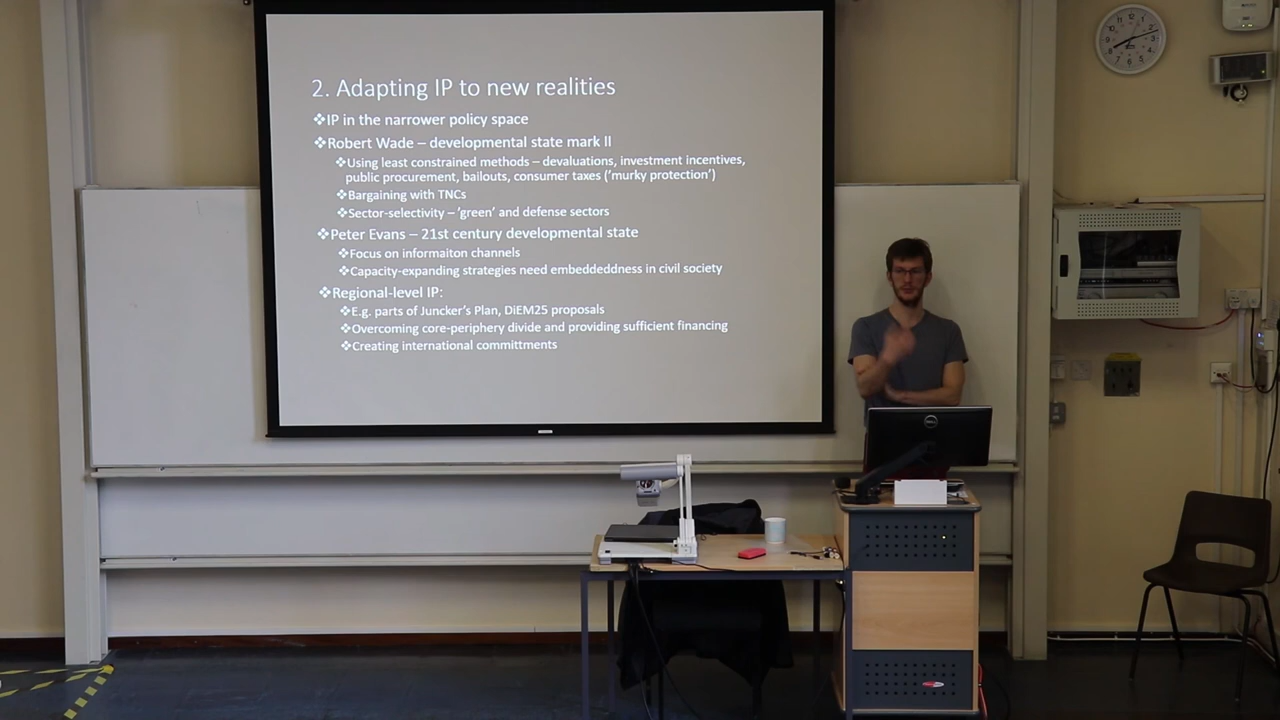 2. Adapting IP to new realities
❖IP in the narrower policy space
❖Robert Wade – developmental state mark II
❖Using least constrained methods – devaluations, investment incentives,
public procurement, bailouts, consumer taxes ('murky protection')
❖Bargaining with TNCs
❖Sector-selectivity – 'green' and defense sectors
❖Peter Evans – 21st century developmental state
❖Focus on informaiton channels
❖Capacity-expanding strategies need embeddedness in civil society
❖Regional-level IP:
❖E.g. parts of Juncker's Plan, DiEM25 proposals
❖Overcoming core-periphery divide and providing sufficient financing
❖Creating international committments
DELL